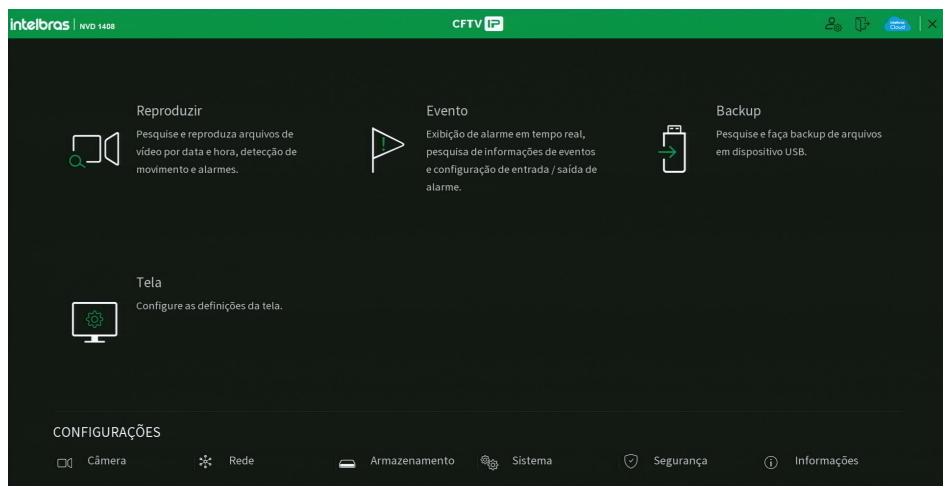 intelbras | NVD 1408
CFTV IP
intelbras Cloud
Reproduzir
Pesquise e reproduza arquivos de
vídeo por data e hora, detecção de
movimento e alarmes.
Evento
Exibição de alarme em tempo real,
pesquisa de informações de eventos
e configuração de entrada / saída de
alarme.
Backup
Pesquise e faça backup de arquivos
em dispositivo USB.
Tela
Configure as definições da tela.
CONFIGURAÇÕES
Câmera
Rede
Armazenamento
Sistema
Segurança
Informações